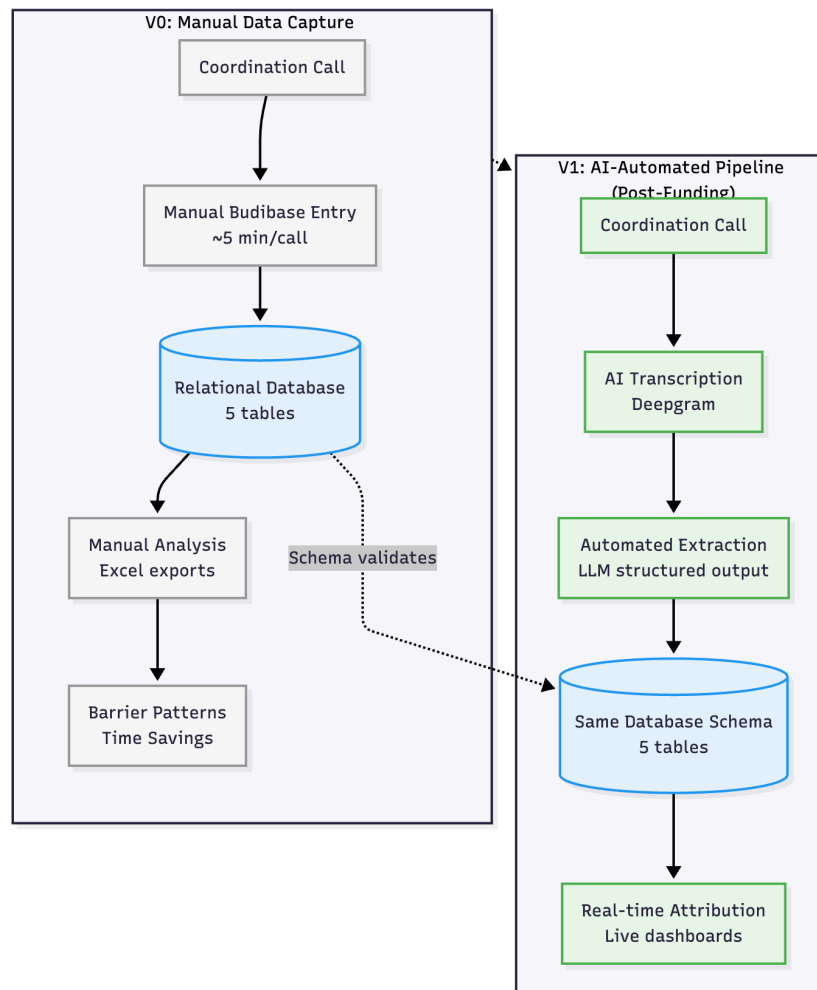 V0: Manual Data Capture
Coordination Call
Manual Budibase Entry
~5 min/call
Relational Database
5 tables
Manual Analysis
Excel exports
Schema validates
Barrier Patterns
Time Savings
V1: AI-Automated Pipeline
(Post-Funding)
Coordination Call
AI Transcription
Deepgram
Automated Extraction
LLM structured output
Same Database Schema
5 tables
Real-time Attribution
Live dashboards